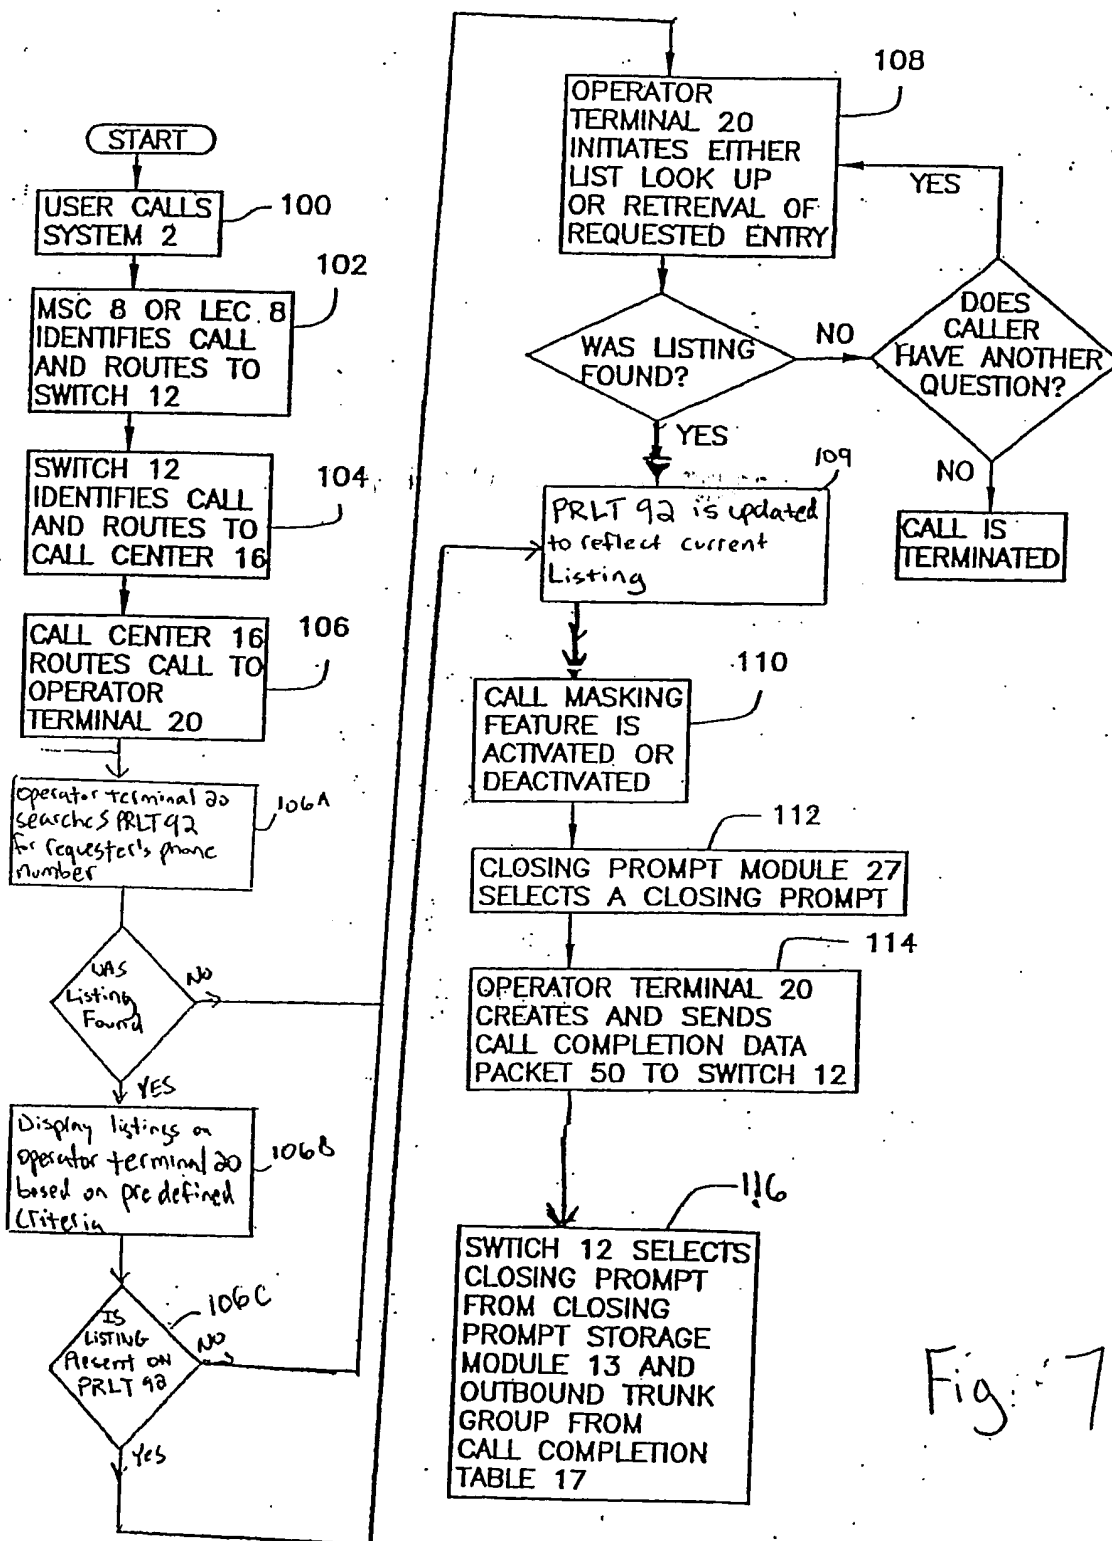 START
USER CALLS
SYSTEM 2
100
102
MSC 8 OR LEC 8
IDENTIFIES CALL
AND ROUTES TO
SWITCH 12
SWITCH 12
IDENTIFIES CALL
AND ROUTES TO
CALL CENTER 16
104
CALL CENTER 16
ROUTES CALL TO
OPERATOR
TERMINAL 20
106
operator terminal 20
searches PRLT 92
for requester's phone
number
106A
WAS
Listing
Found
NO
YES
Display listings on
operator terminal 20
based on predefined
Criteria
106B
IS
LISTING
Present on
PRLT 92
106C
NO
Yes
108
OPERATOR
TERMINAL 20
INITIATES EITHER
LIST LOOK UP
OR RETREIVAL OF
REQUESTED ENTRY
YES
WAS LISTING
FOUND?
NO
DOES
CALLER
HAVE ANOTHER
QUESTION?
YES
NO
CALL IS
TERMINATED
109
PRLT 92 is updated
to reflect current
Listing
110
CALL MASKING
FEATURE IS
ACTIVATED OR
DEACTIVATED
112
CLOSING PROMPT MODULE 27
SELECTS A CLOSING PROMPT
114
OPERATOR TERMINAL 20
CREATES AND SENDS
CALL COMPLETION DATA
PACKET 50 TO SWITCH 12
116
SWTICH 12 SELECTS
CLOSING PROMPT
FROM CLOSING
PROMPT STORAGE
MODULE 13 AND
OUTBOUND TRUNK
GROUP FROM
CALL COMPLETION
TABLE 17
Fig. 7